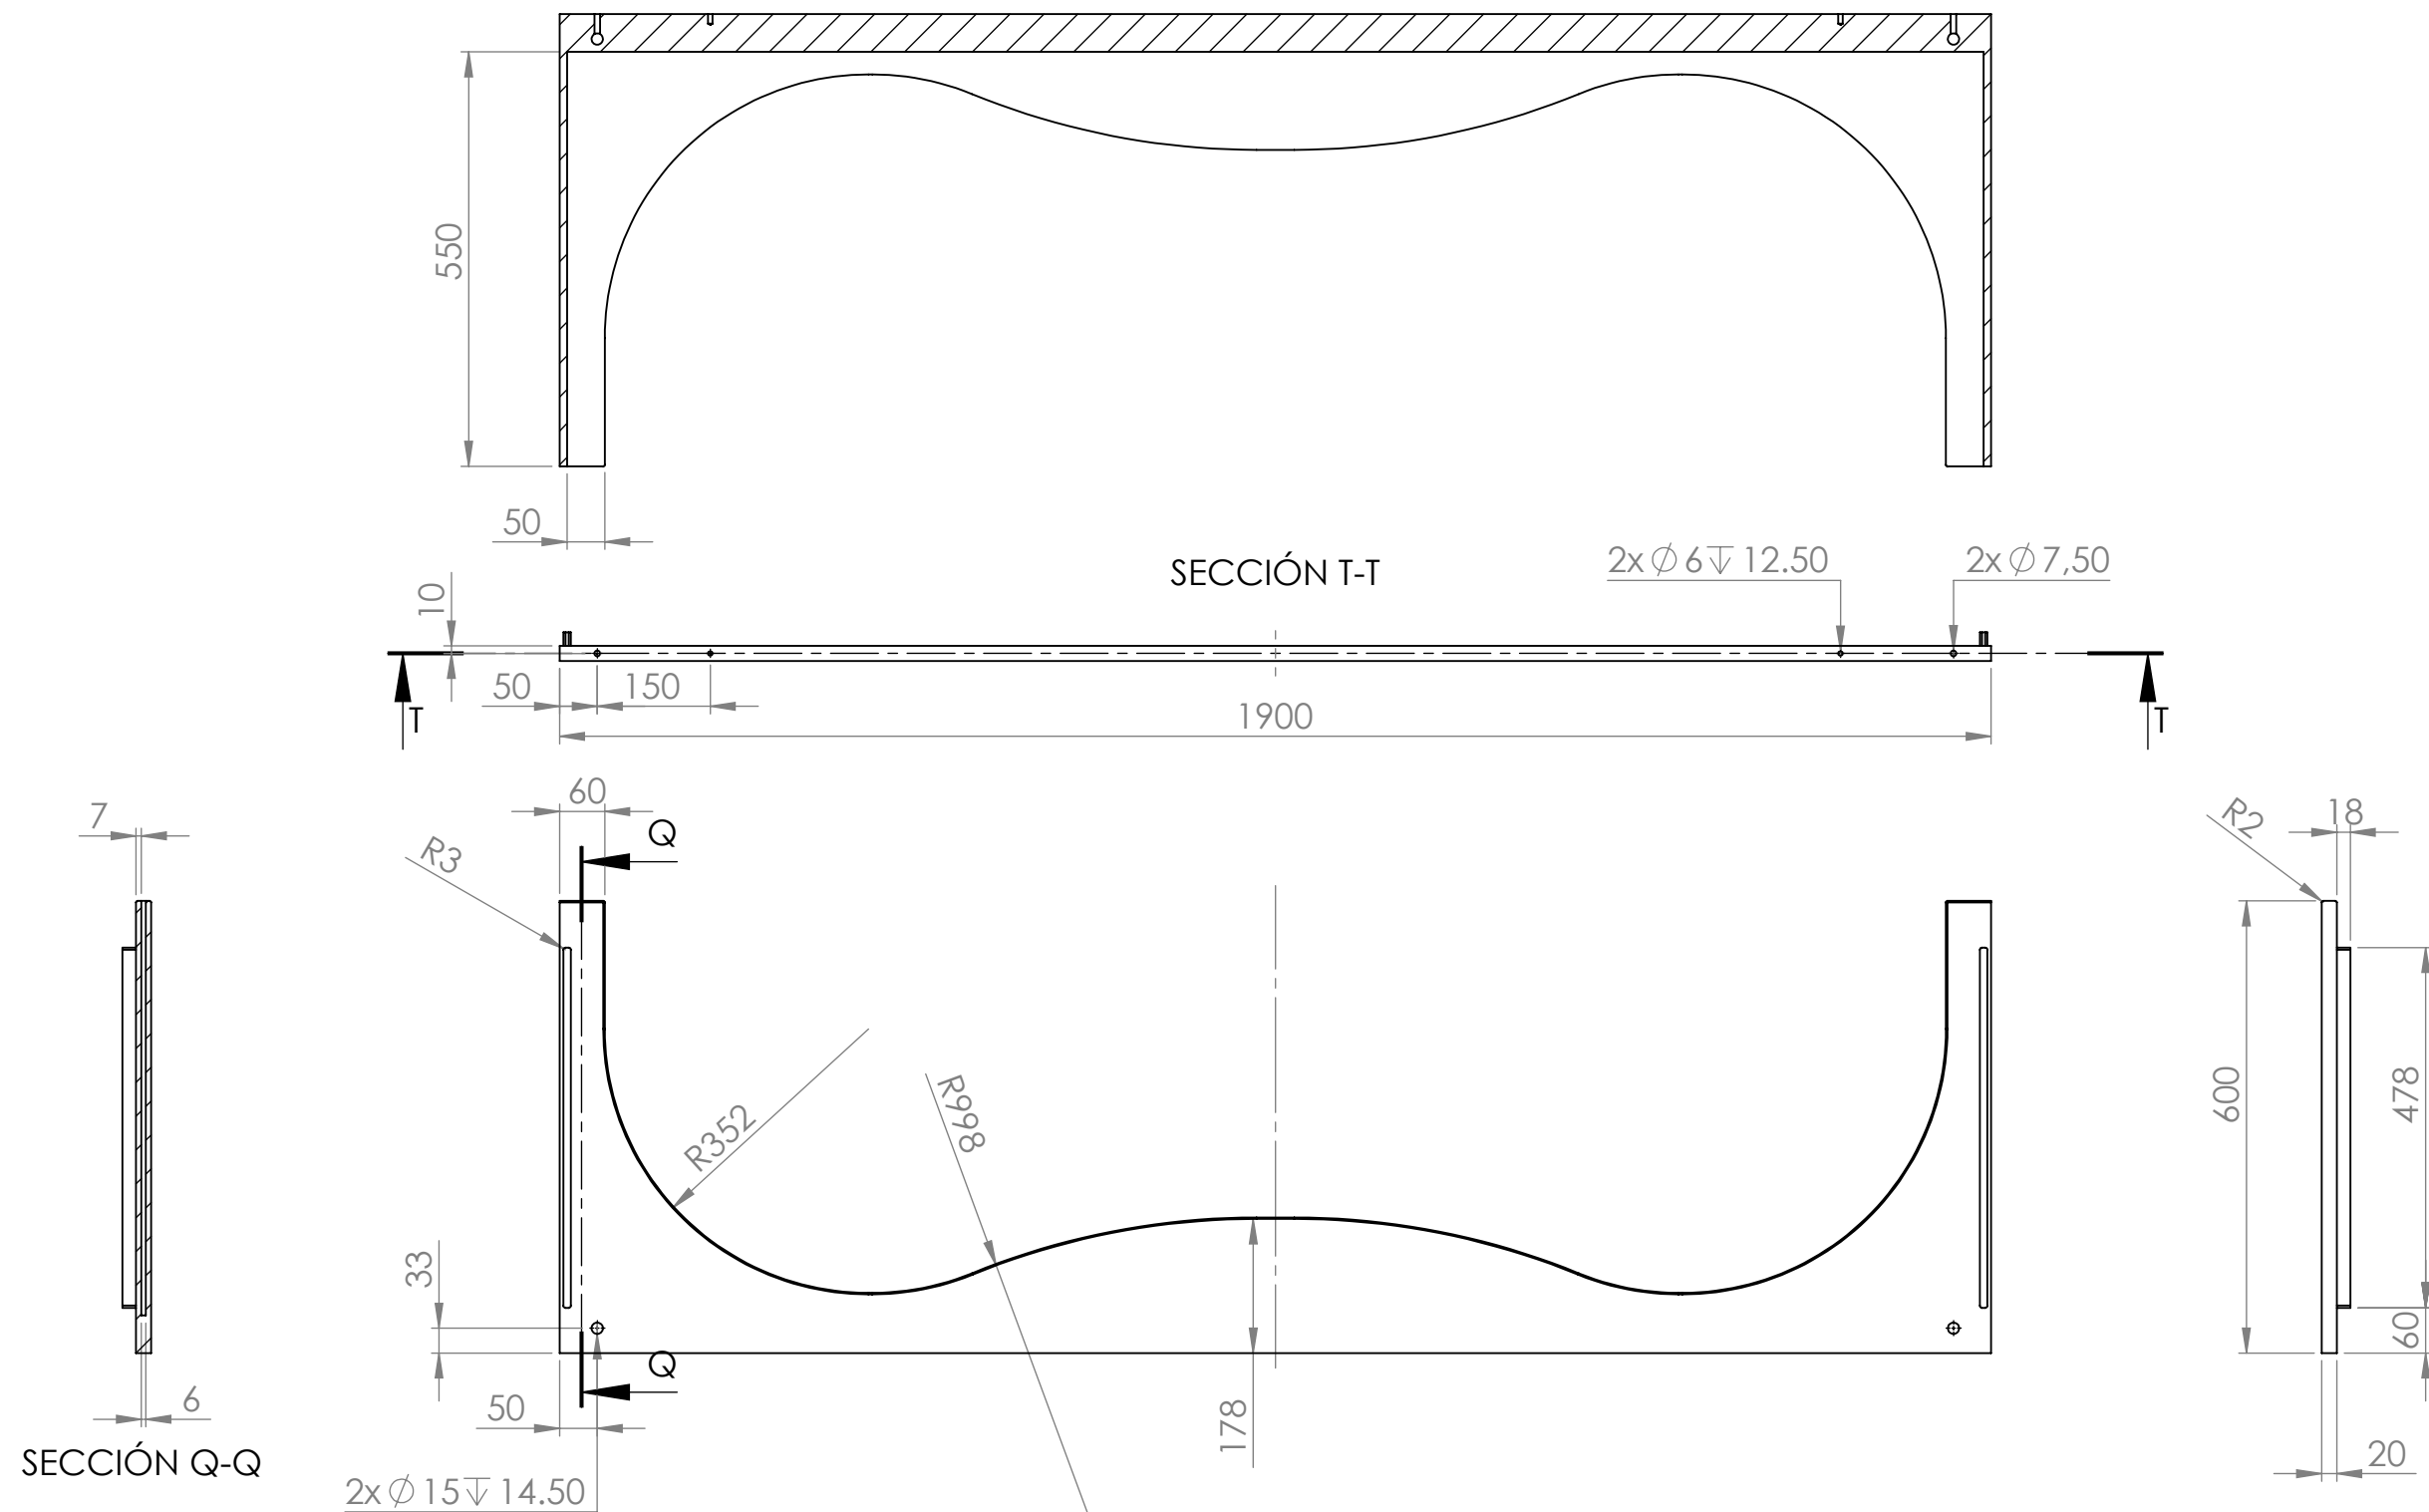 550
50
SECCIÓN T-T
2x ∅ 6 ↧ 12.50
2x ∅ 7,50
10
50
150
T
1900
T
60
7
Q
R3
R2
18
R352
R998
600
478
33
60
Q
50
178
6
SECCIÓN Q-Q
20
2x ∅ 15 ↧ 14.50